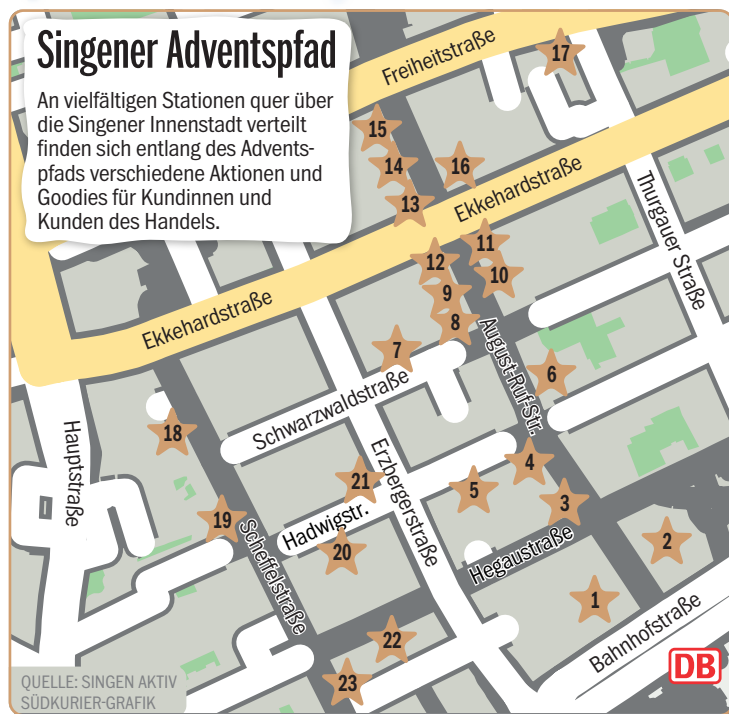 Singener Adventspfad
An vielfältigen Stationen quer über
die Singener Innenstadt verteilt
finden sich entlang des Advents-
pfads verschiedene Aktionen und
Goodies für Kundinnen und
Kunden des Handels.
Freiheitstraße
17
15
14
16
13
Ekkehardstraße
Thurgauer Straße
11
12
10
9
8
Ekkehardstraße
August-Ruf-Str.
7
6
Schwarzwaldstraße
Hauptstraße
18
Erzbergerstraße
4
21
5
3
19
Hadwigstr.
Scheffelstraße
20
Hegaustraße
2
1
Bahnhofstraße
22
23
DB
QUELLE: SINGEN AKTIV
SÜDKURIER-GRAFIK